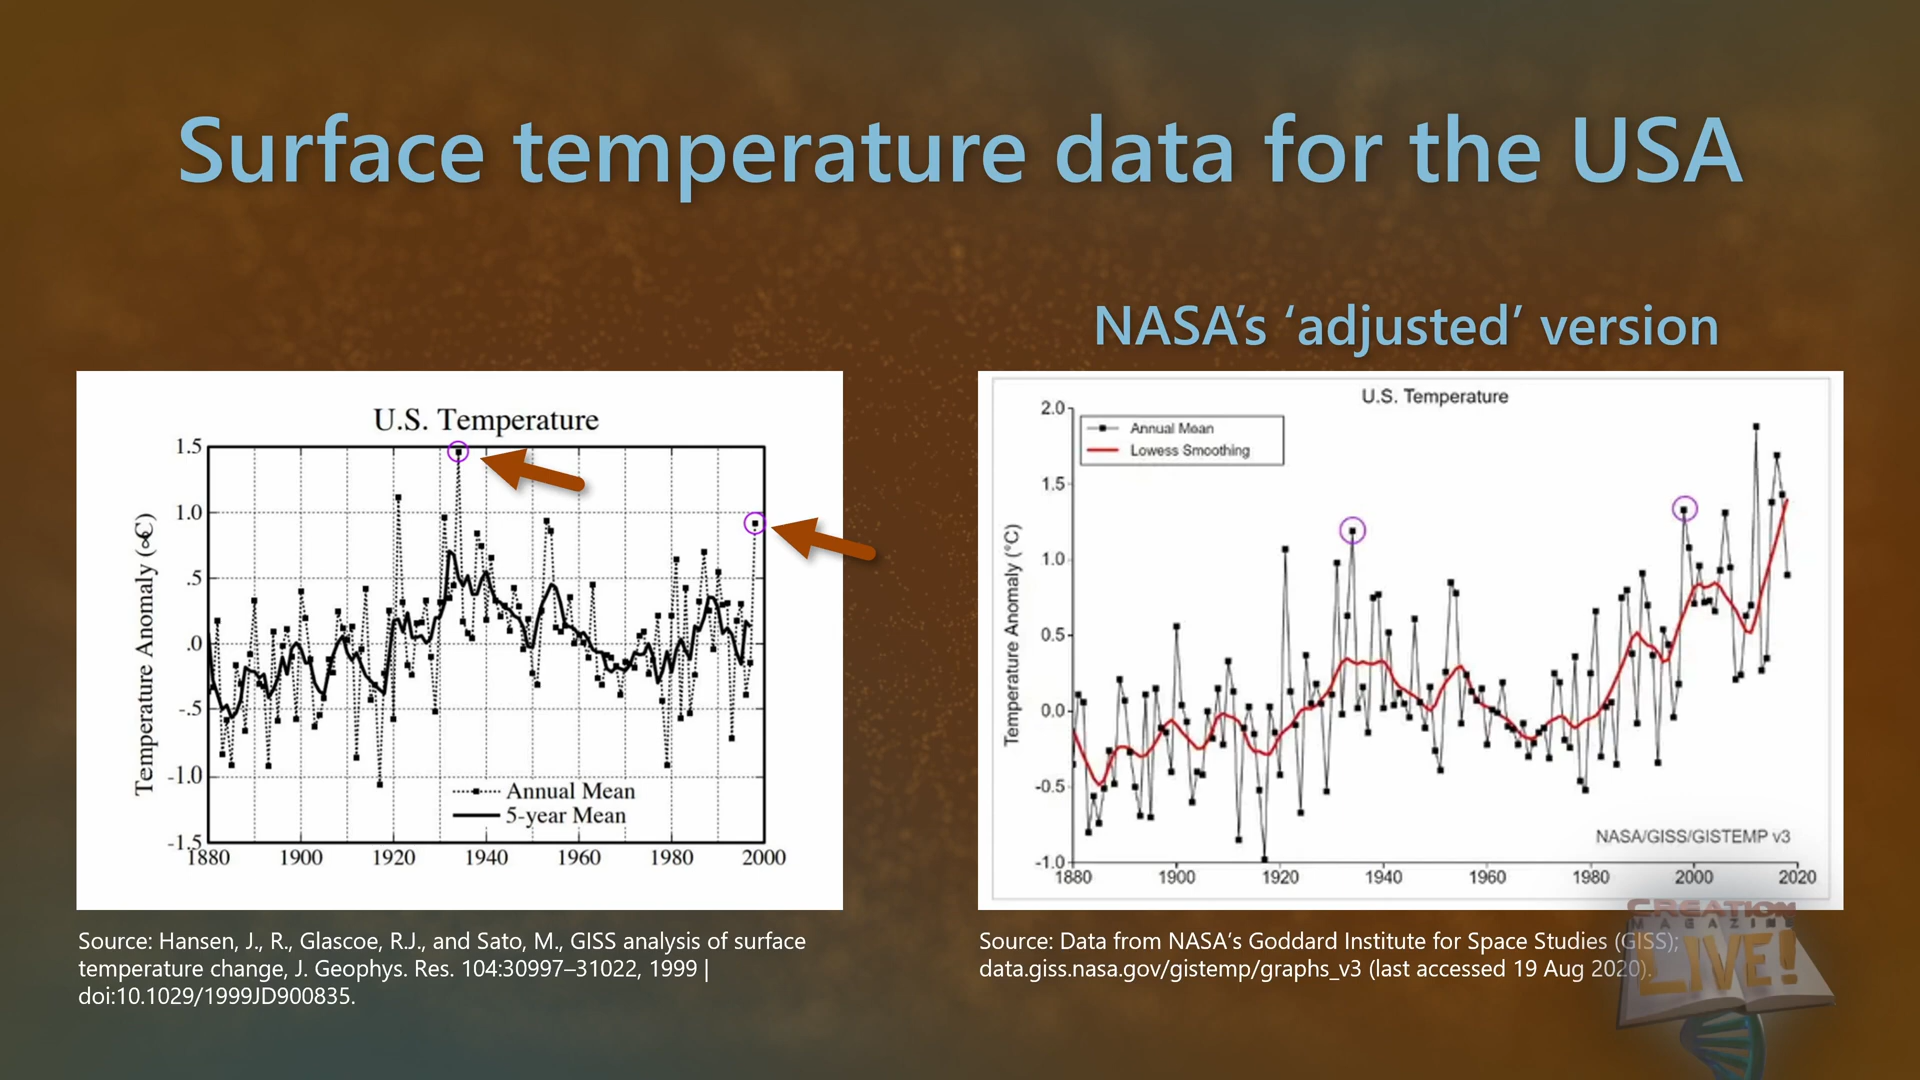 Surface temperature data for the USA
NASA's ‘adjusted’ version
U.S. Temperature
Temperature Anomaly (°C)
1.5
1.0
.5
.0
-.5
-1.0
-1.5
1880 1900 1920 1940 1960 1980 2000
Annual Mean
5-year Mean
U.S. Temperature
Temperature Anomaly (°C)
2.0
1.5
1.0
0.5
0.0
-0.5
-1.0
1880 1900 1920 1940 1960 1980 2000 2020
Annual Mean
Lowess Smoothing
NASA/GISS/GISTEMP v3
Source: Hansen, J., R., Glascoe, R.J., and Sato, M., GISS analysis of surface
temperature change, J. Geophys. Res. 104:30997–31022, 1999 |
doi:10.1029/1999JD900835.
Source: Data from NASA's Goddard Institute for Space Studies (GISS);
data.giss.nasa.gov/gistemp/graphs_v3 (last accessed 19 Aug 2020).
CREATION
MAGAZINE
LIVE!